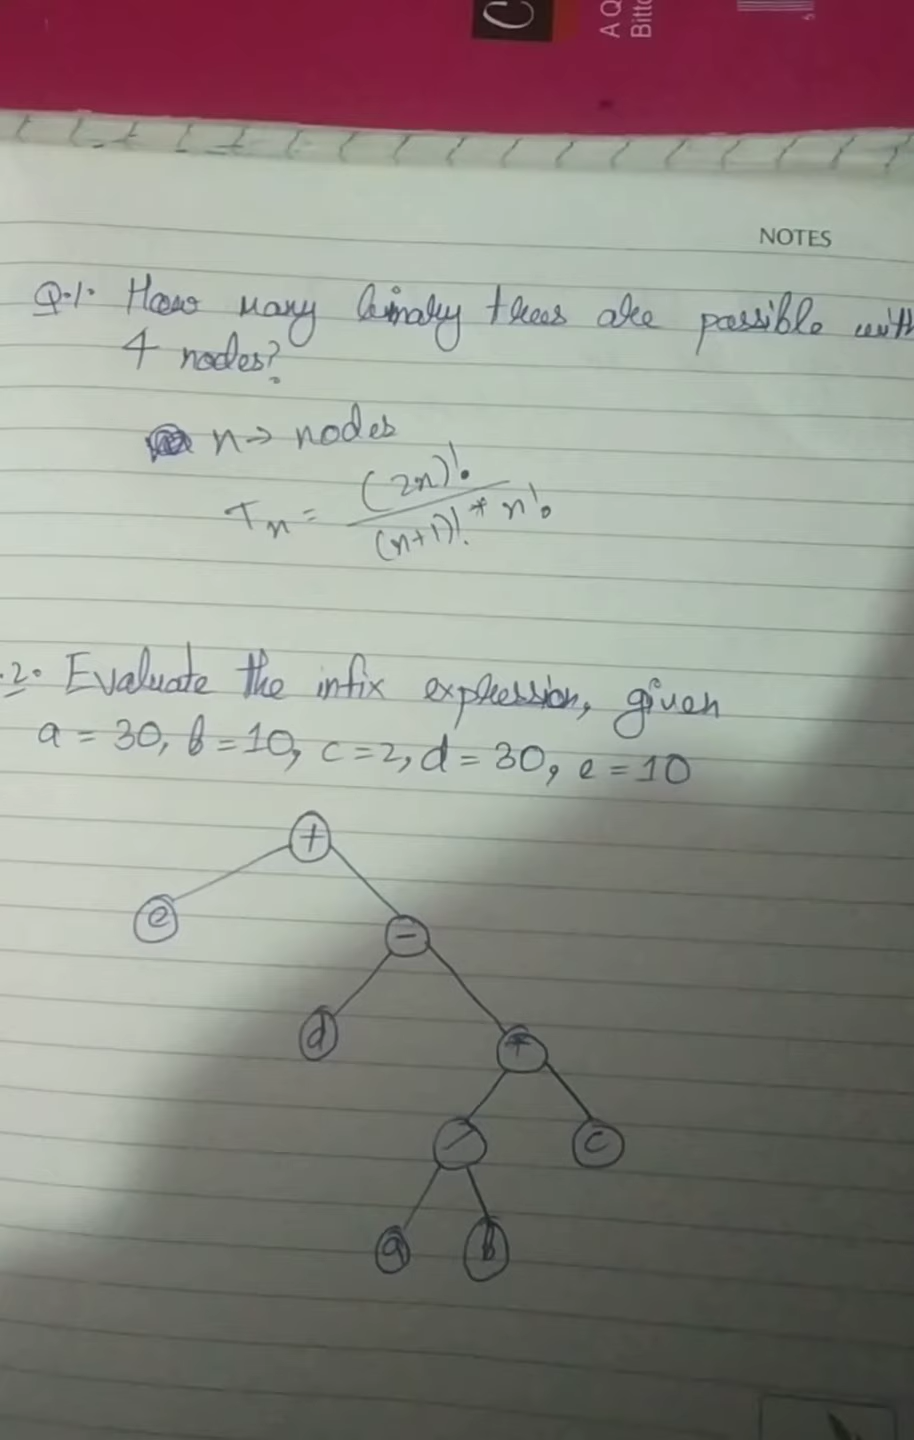 C
A Q
Bitto
NOTES
Q.1. How many binary trees are possible with
4 nodes?
n → nodes
Tn = (2n)! / (n+1)! * n!
.2. Evaluate the infix expression, given
a = 30, b = 10, c = 2, d = 30, e = 10
+
e
-
d
*
/
c
a
b